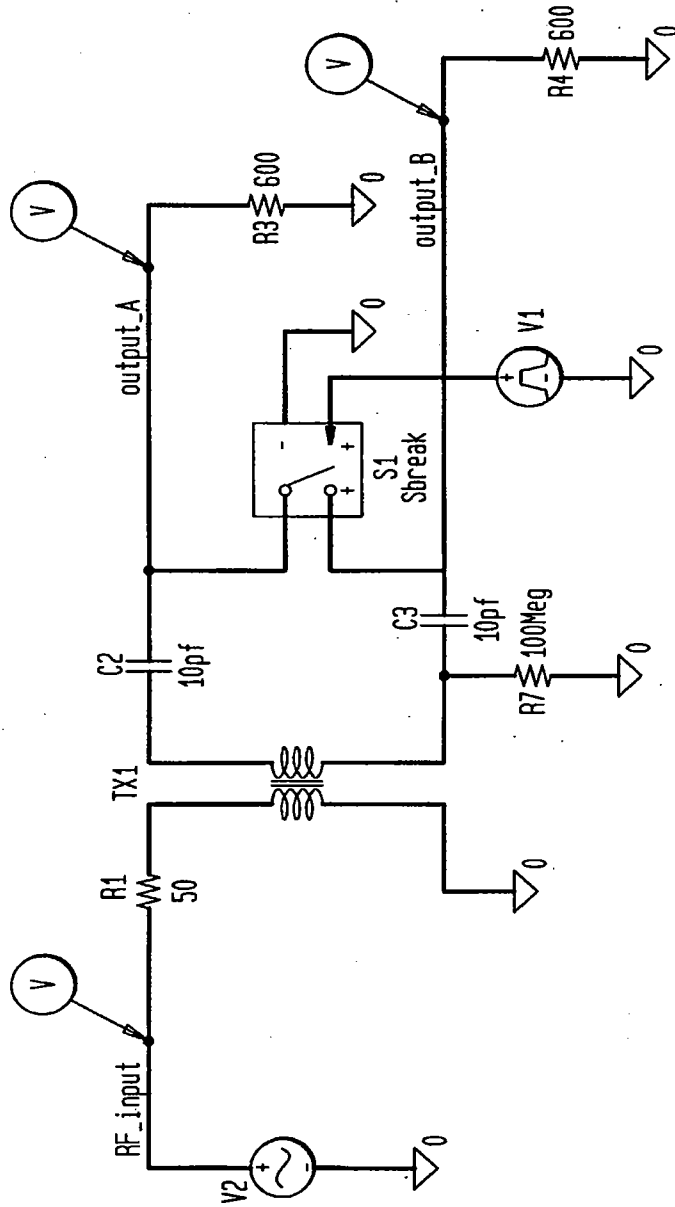 V
V
V
RF_input
R1
50
TX1
C2
10pf
output_A
R3
600
0
V2
+
-
0
0
S1
Sbreak
-
+
+
0
C3
10pf
R7
100Meg
0
output_B
V1
+
-
0
R4
600
0